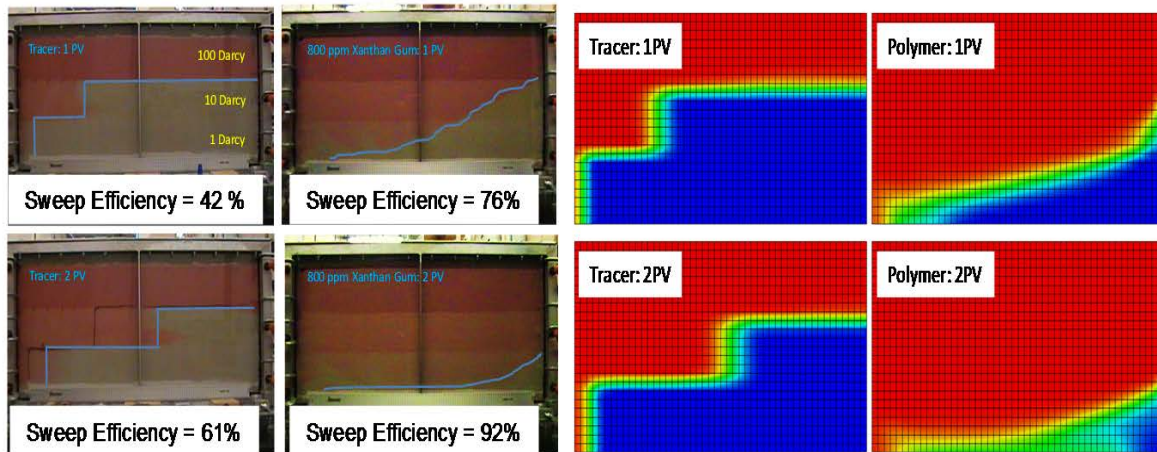 Tracer: 1 PV
100 Darcy
10 Darcy
1 Darcy
Sweep Efficiency = 42 %
800 ppm Xanthan Gum: 1 PV
Sweep Efficiency = 76%
Tracer: 1PV
Polymer: 1PV
Tracer: 2 PV
Sweep Efficiency = 61%
800 ppm Xanthan Gum: 2 PV
Sweep Efficiency = 92%
Tracer: 2PV
Polymer: 2PV